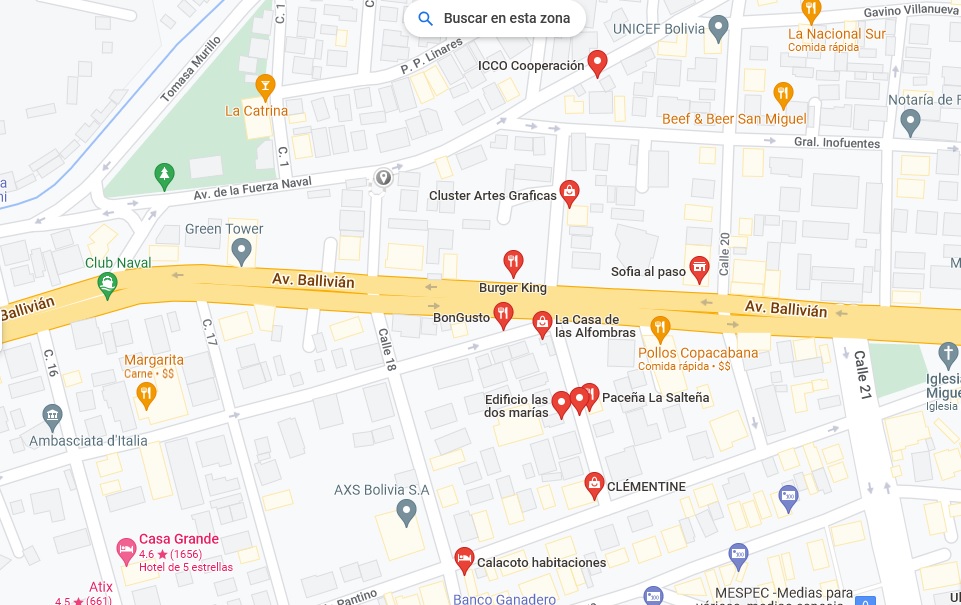 Buscar en esta zona
Gavino Villanueva
C. 1
UNICEF Bolivia
La Nacional Sur
Comida rápida
Tomasa Murillo
P. P. Linares
ICCO Cooperación
La Catrina
Beef & Beer San Miguel
Notaría de F
Gral. Inofuentes
C. 1
Av. de la Fuerza Naval
Cluster Artes Graficas
Green Tower
Calle 20
Club Naval
Sofia al paso
Av. Ballivián
Burger King
Ballivián
Av. Ballivián
BonGusto
La Casa de
las Alfombras
C. 17
Calle 18
C. 16
Margarita
Carne • $$
Pollos Copacabana
Comida rápida • $$
Calle 21
Iglesi
Migue
Iglesia
Edificio las
dos marías
Paceña La Salteña
Ambasciata d'Italia
AXS Bolivia S.A
CLÉMENTINE
Casa Grande
4.6 ★ (1656)
Hotel de 5 estrellas
Calacoto habitaciones
Atix
4.5 ★ (661)
Pantino
Banco Ganadero
MESPEC -Medias para